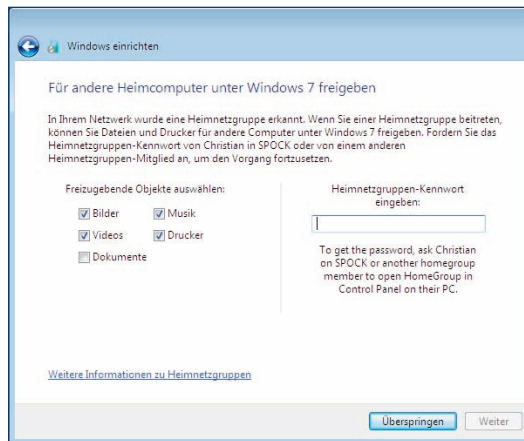 Windows einrichten
Für andere Heimcomputer unter Windows 7 freigeben
In Ihrem Netzwerk wurde eine Heimnetzgruppe erkannt. Wenn Sie einer Heimnetzgruppe beitreten,
können Sie Dateien und Drucker für andere Computer unter Windows 7 freigeben. Fordern Sie das
Heimnetzgruppen-Kennwort von Christian in SPOCK oder von einem anderen
Heimnetzgruppen-Mitglied an, um den Vorgang fortzusetzen.
Freizugebende Objekte auswählen:
Bilder
Musik
Videos
Drucker
Dokumente
Heimnetzgruppen-Kennwort
eingeben:
To get the password, ask Christian
on SPOCK or another homegroup
member to open HomeGroup in
Control Panel on their PC.
Weitere Informationen zu Heimnetzgruppen
Überspringen
Weiter